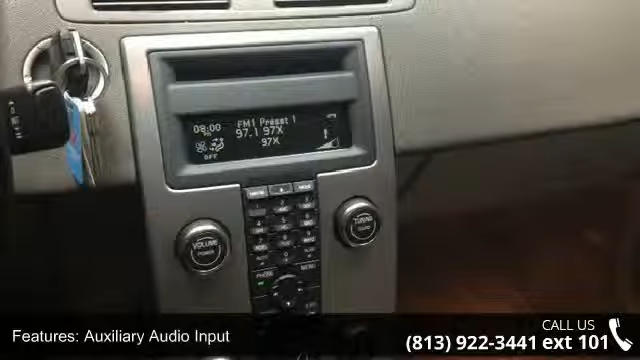 08:00
FM1 Preset 1
97.1 97X
97X
OFF
VOLUME
POWER
TUNING
SOUND
PHONE
MENU
Features: Auxiliary Audio Input
CALL US
(813) 922-3441 ext 101